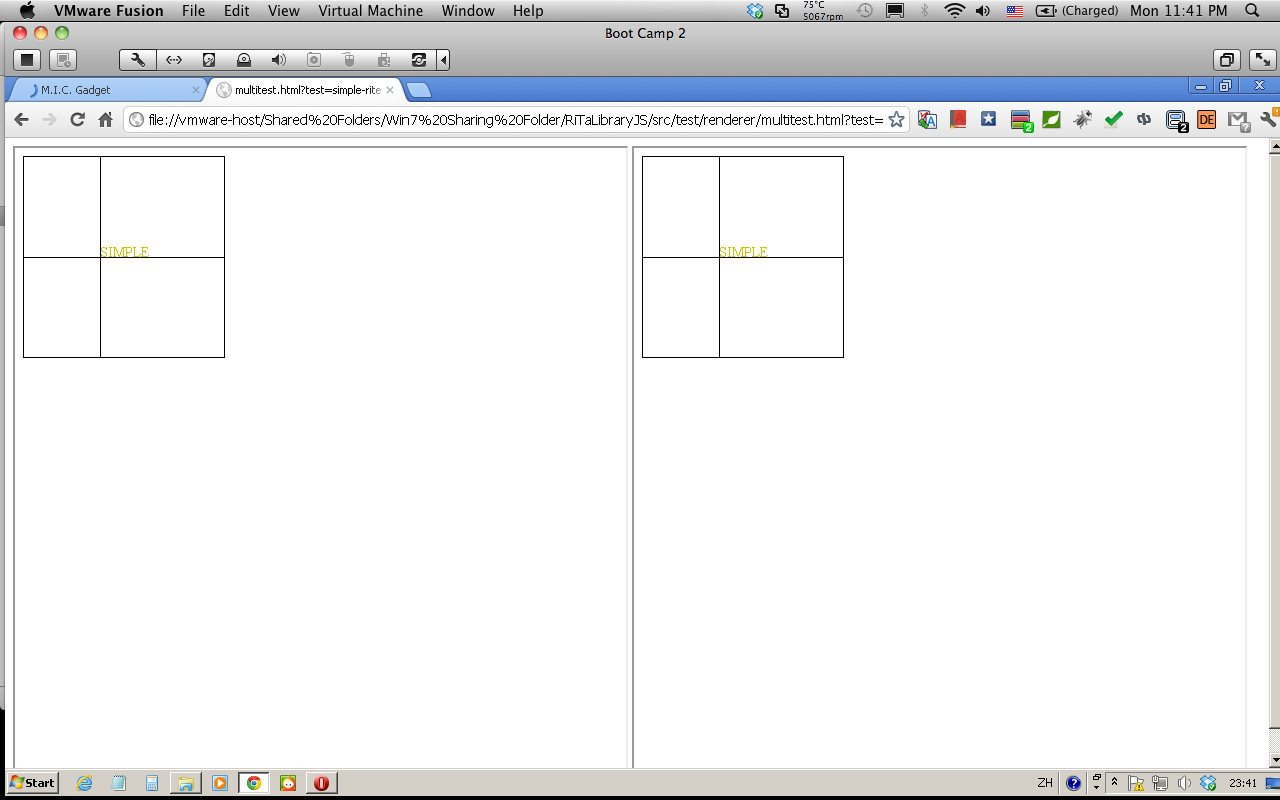 VMware Fusion File Edit View Virtual Machine Window Help 75°C 5067rpm (Charged) Mon 11:41 PM
Boot Camp 2
M.I.C. Gadget multitest.html?test=simple-rite
file://vmware-host/Shared%20Folders/Win7%20Sharing%20Folder/RiTaLibraryJS/src/test/renderer/multitest.html?test= 2 2 DE
SIMPLE SIMPLE
Start ZH 23:41